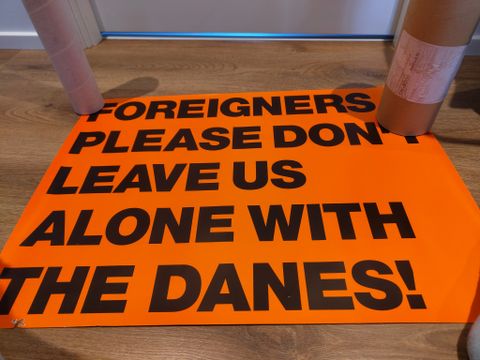 FOREIGNERS
PLEASE DON'T
LEAVE US
ALONE WITH
THE DANES!